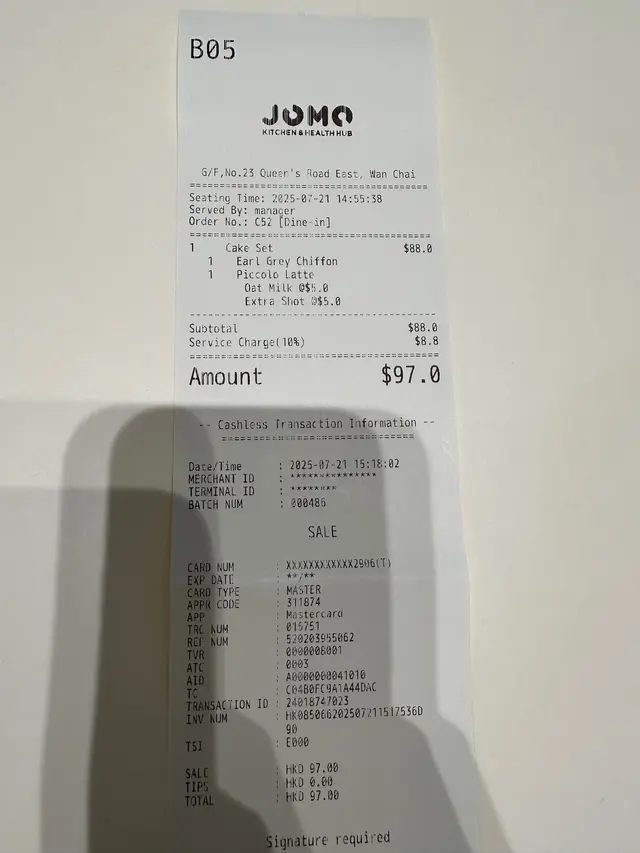 B05
JOMO
KITCHEN & HEALTH HUB
G/F,No.23 Queen's Road East, Wan Chai
Seating Time: 2025-07-21 14:55:38
Served By: manager
Order No.: C52 [Dine-in]
1 Cake Set $88.0
1 Earl Grey Chiffon
1 Piccolo Latte
Oat Milk @$5.0
Extra Shot @$5.0
Subtotal $88.0
Service Charge(10%) $8.8
Amount $97.0
-- Cashless Transaction Information --
Date/Time : 2025-07-21 15:18:02
MERCHANT ID : ***************
TERMINAL ID : ********
BATCH NUM : 000486
SALE
CARD NUM : XXXXXXXXXXXX2906(T)
EXP DATE : **/**
CARD TYPE : MASTER
APPR CODE : 311874
APP : Mastercard
TRC NUM : 015751
REF NUM : 520203955062
TVR : 0000008001
ATC : 0003
AID : A0000000041010
TC : C04B0FC9A1A44DAC
TRANSACTION ID : 24018747023
INV NUM : HK085066202507211517536D
90
TSI : E000
SALE : HKD 97.00
TIPS : HKD 0.00
TOTAL : HKD 97.00
Signature required